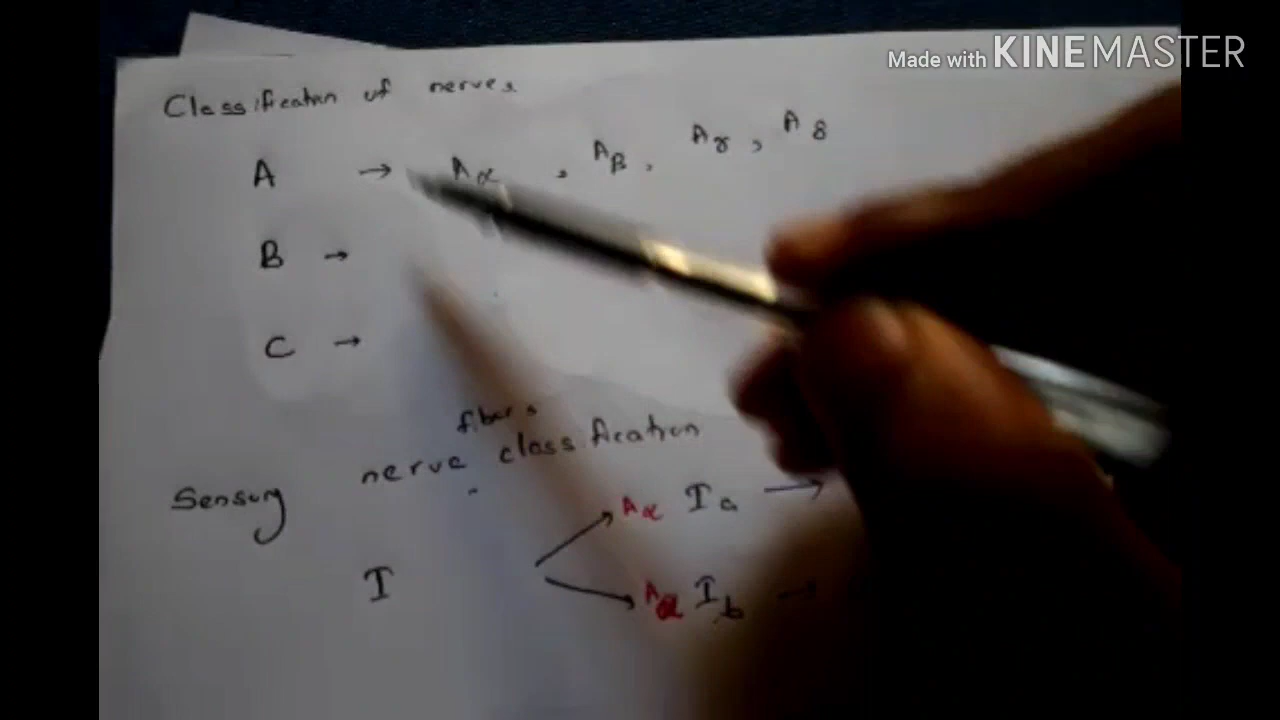 Made with KINEMASTER
Classification of nerves
A → Aα , Aβ , Aγ , Aδ
B →
C →
fibers
Sensory nerve classification
Aα Ia →
I
Aα Ib →